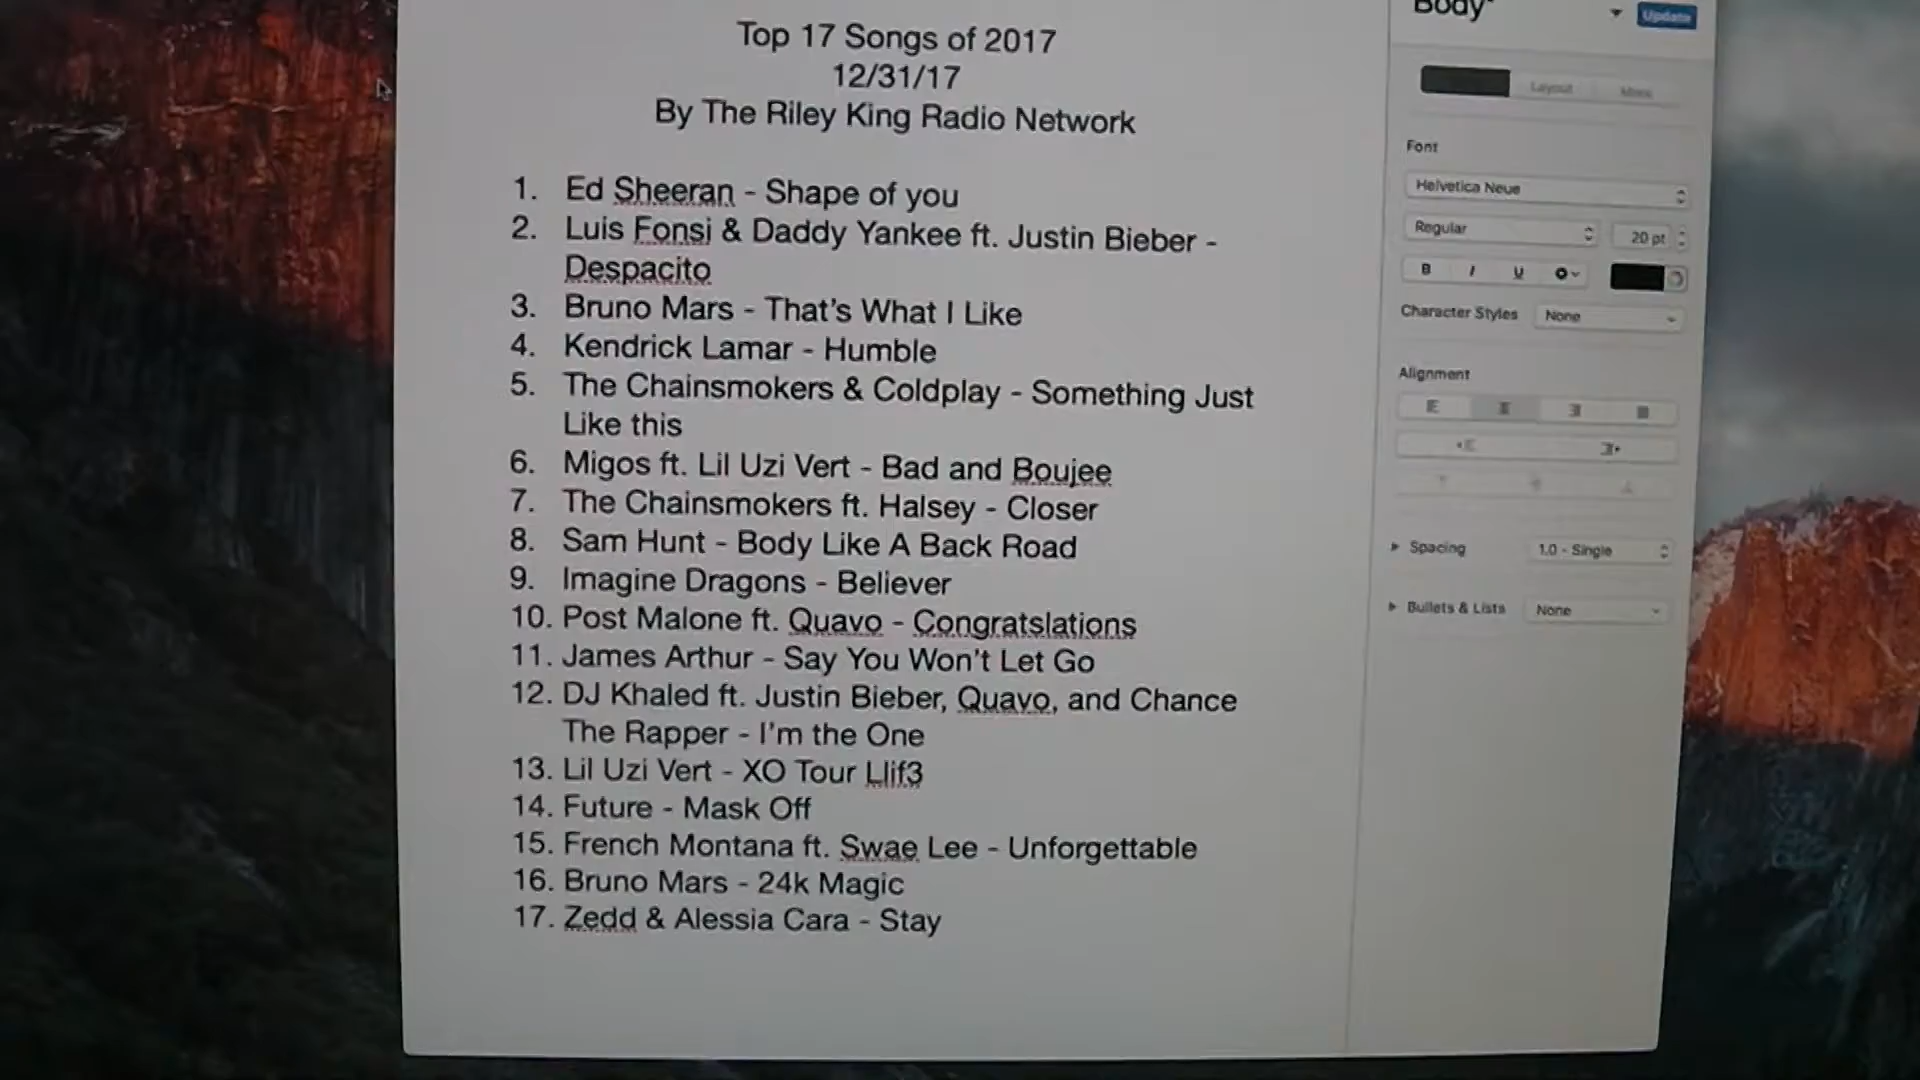 Top 17 Songs of 2017
12/31/17
By The Riley King Radio Network
1. Ed Sheeran - Shape of you
2. Luis Fonsi & Daddy Yankee ft. Justin Bieber -
Despacito
3. Bruno Mars - That's What I Like
4. Kendrick Lamar - Humble
5. The Chainsmokers & Coldplay - Something Just
Like this
6. Migos ft. Lil Uzi Vert - Bad and Boujee
7. The Chainsmokers ft. Halsey - Closer
8. Sam Hunt - Body Like A Back Road
9. Imagine Dragons - Believer
10. Post Malone ft. Quavo - Congratslations
11. James Arthur - Say You Won't Let Go
12. DJ Khaled ft. Justin Bieber, Quavo, and Chance
The Rapper - I'm the One
13. Lil Uzi Vert - XO Tour Llif3
14. Future - Mask Off
15. French Montana ft. Swae Lee - Unforgettable
16. Bruno Mars - 24k Magic
17. Zedd & Alessia Cara - Stay
Body*
Update
Layout
More
Font
Helvetica Neue
Regular
20 pt
B I U
Character Styles None
Alignment
Spacing 1.0 - Single
Bullets & Lists None